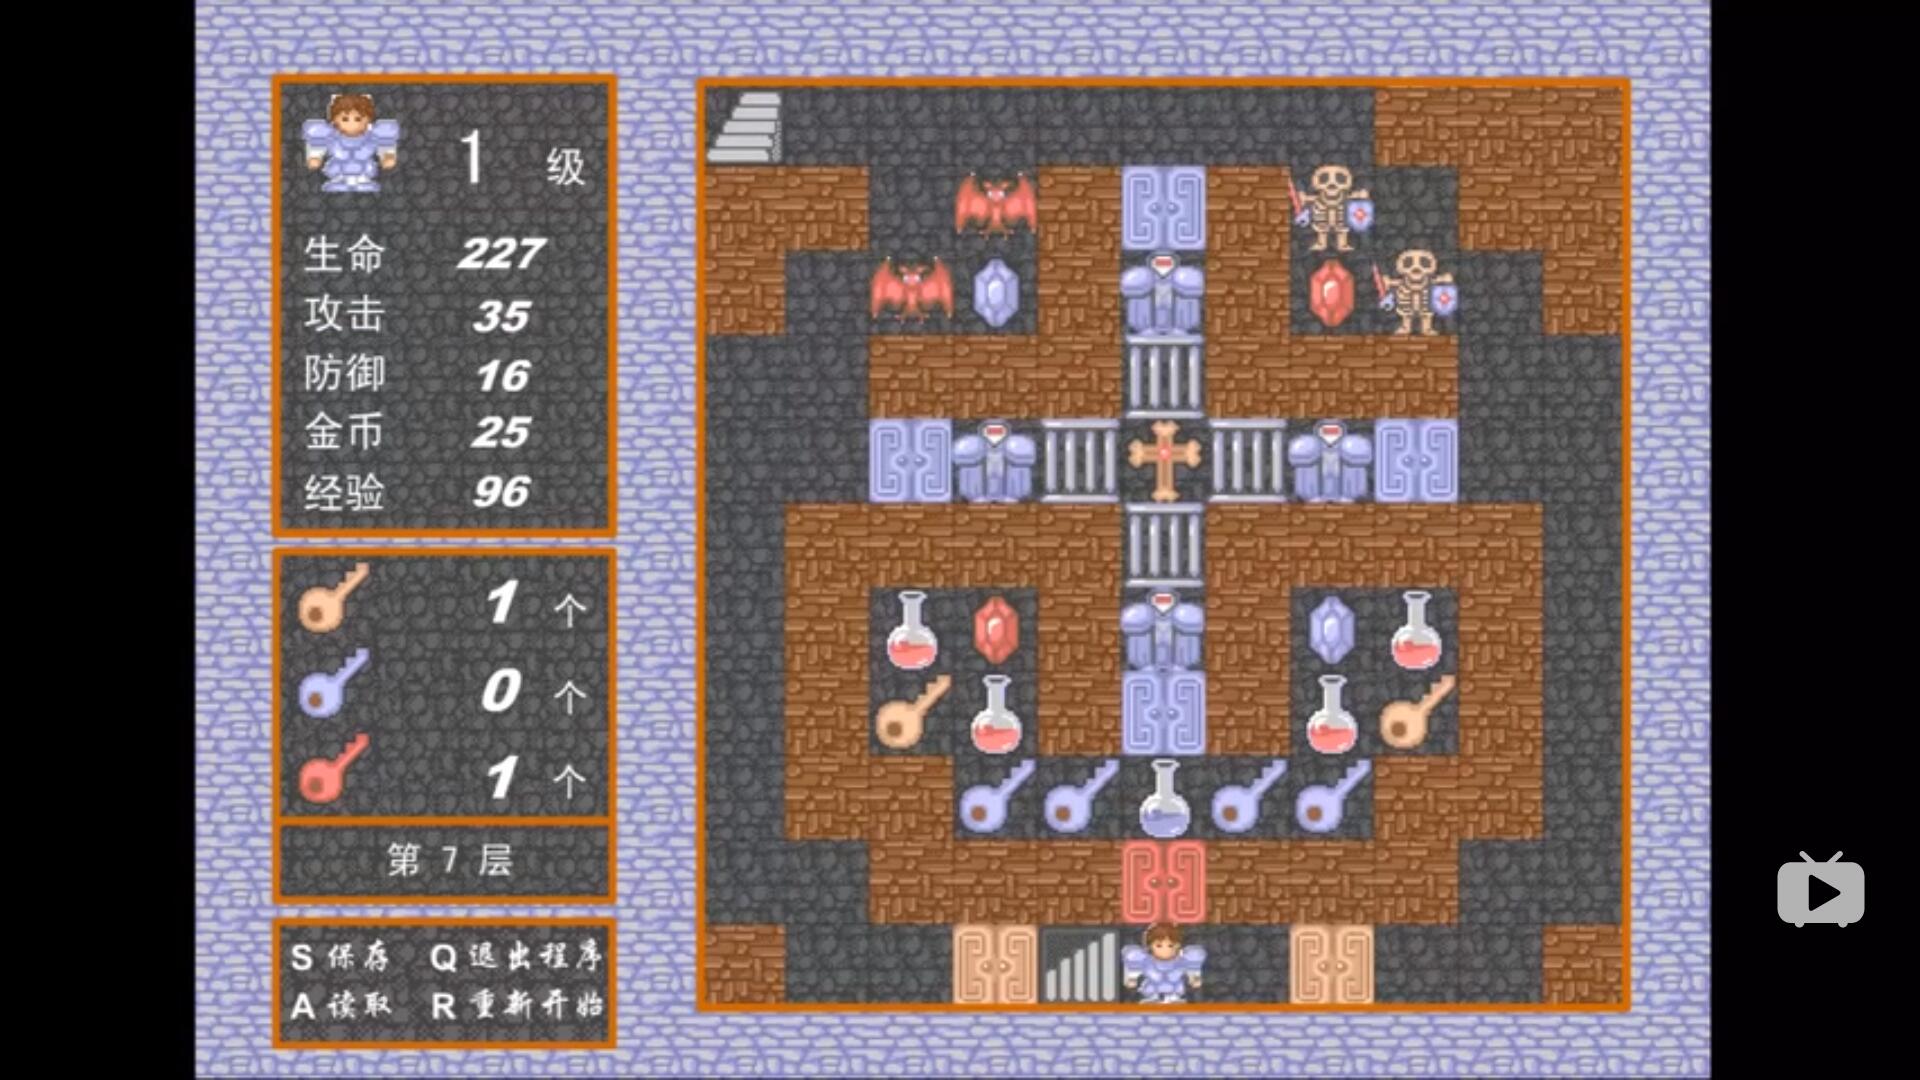 1 级
生命 227
攻击 35
防御 16
金币 25
经验 96
1 个
0 个
1 个
第 7 层
S 保存 Q 退出程序
A 读取 R 重新开始